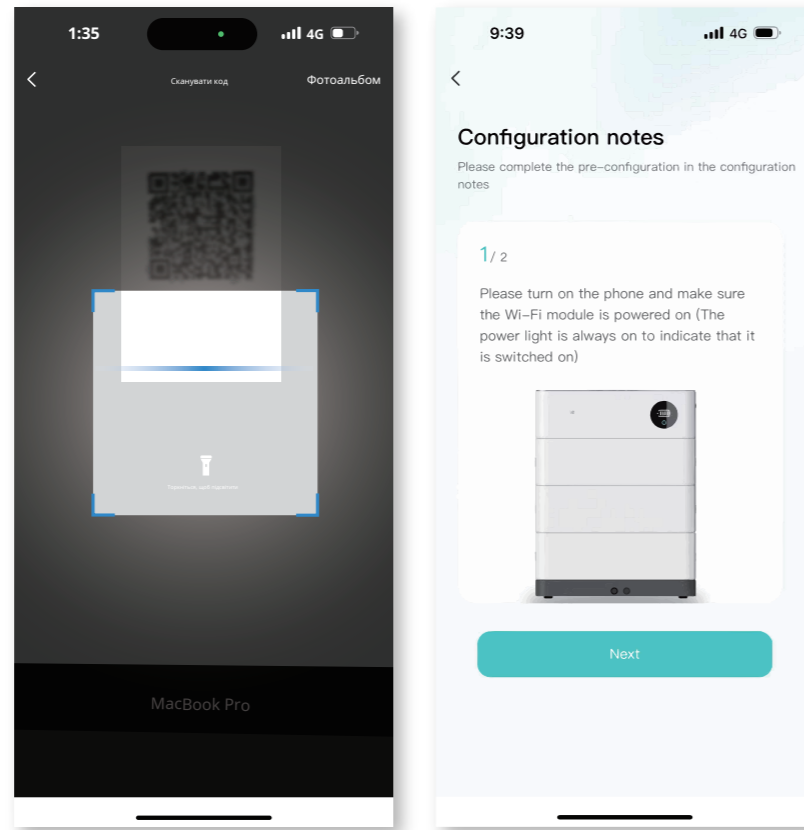 1:35
4G
Сканувати код
Фотоальбом
MacBook Pro
9:39
4G
Configuration notes
Please complete the pre-configuration in the configuration
notes
1/ 2
Please turn on the phone and make sure
the Wi-Fi module is powered on (The
power light is always on to indicate that it
is switched on)
Next